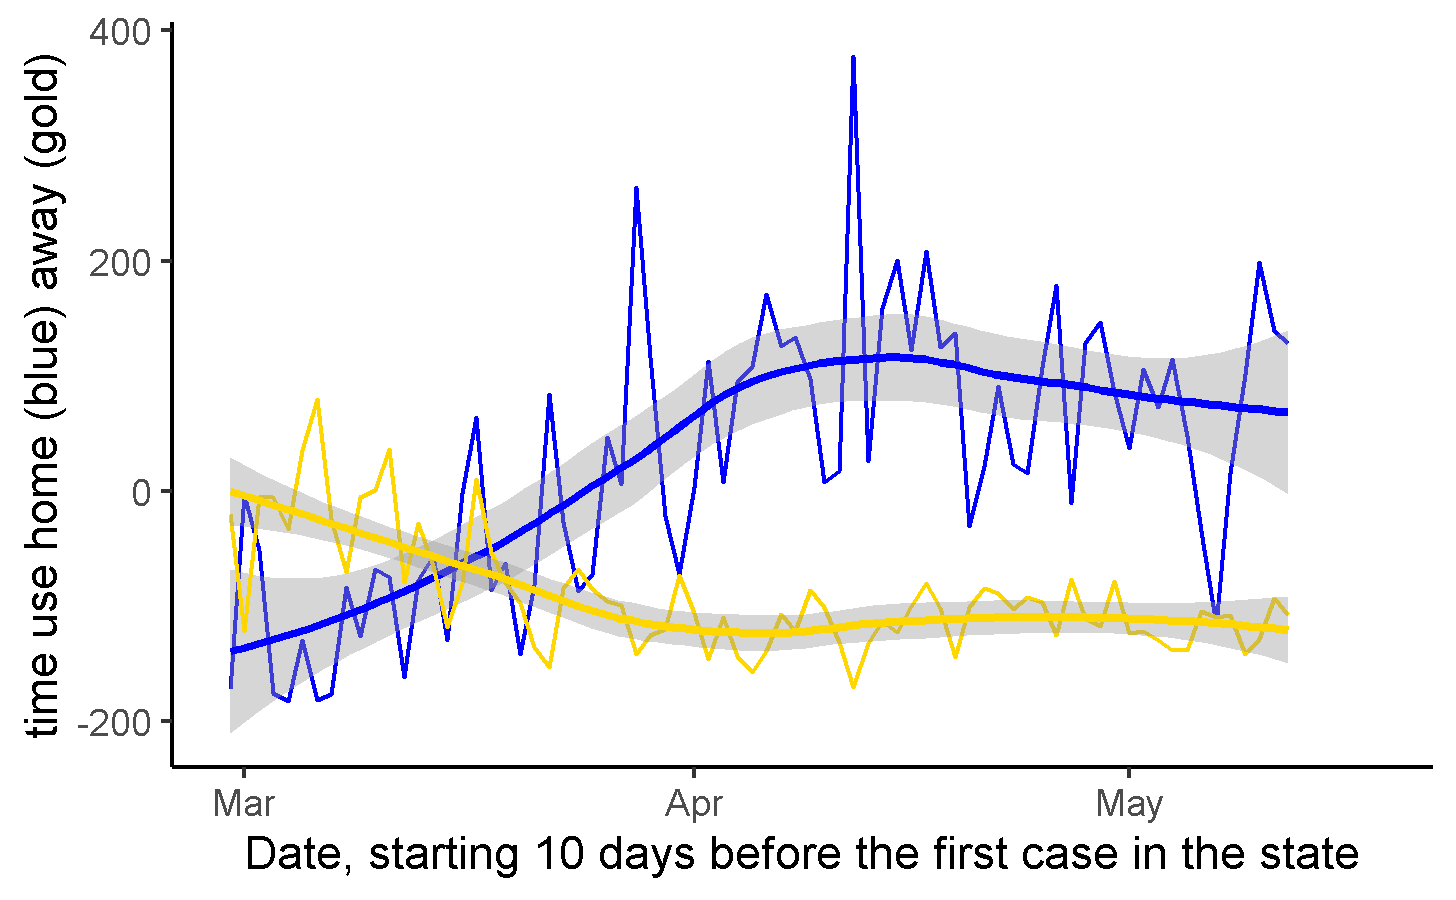 time use home (blue) away (gold)
400
200
0
-200
Mar Apr May
Date, starting 10 days before the first case in the state